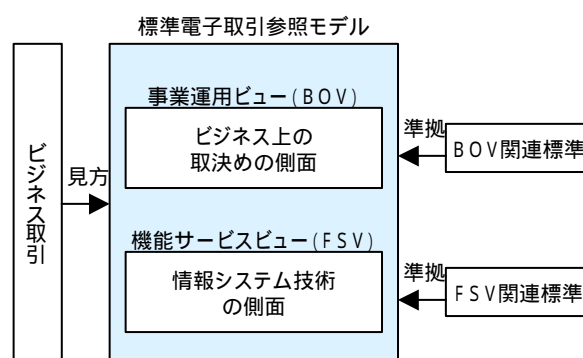 標準電子取引参照モデル
ビジネス取引
見方
事業運用ビュー(BOV)
ビジネス上の
取決めの側面
準拠
BOV関連標準
機能サービスビュー(FSV)
情報システム技術
の側面
準拠
FSV関連標準